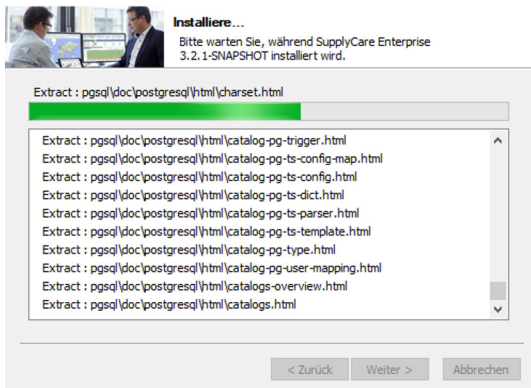 Installiere...
Bitte warten Sie, während SupplyCare Enterprise
3.2.1-SNAPSHOT installiert wird.
Extract : pgsql\doc\postgresql\html\charset.html
Extract : pgsql\doc\postgresql\html\catalog-pg-trigger.html
Extract : pgsql\doc\postgresql\html\catalog-pg-ts-config-map.html
Extract : pgsql\doc\postgresql\html\catalog-pg-ts-config.html
Extract : pgsql\doc\postgresql\html\catalog-pg-ts-dict.html
Extract : pgsql\doc\postgresql\html\catalog-pg-ts-parser.html
Extract : pgsql\doc\postgresql\html\catalog-pg-ts-template.html
Extract : pgsql\doc\postgresql\html\catalog-pg-type.html
Extract : pgsql\doc\postgresql\html\catalog-pg-user-mapping.html
Extract : pgsql\doc\postgresql\html\catalogs-overview.html
Extract : pgsql\doc\postgresql\html\catalogs.html
< Zurück Weiter > Abbrechen